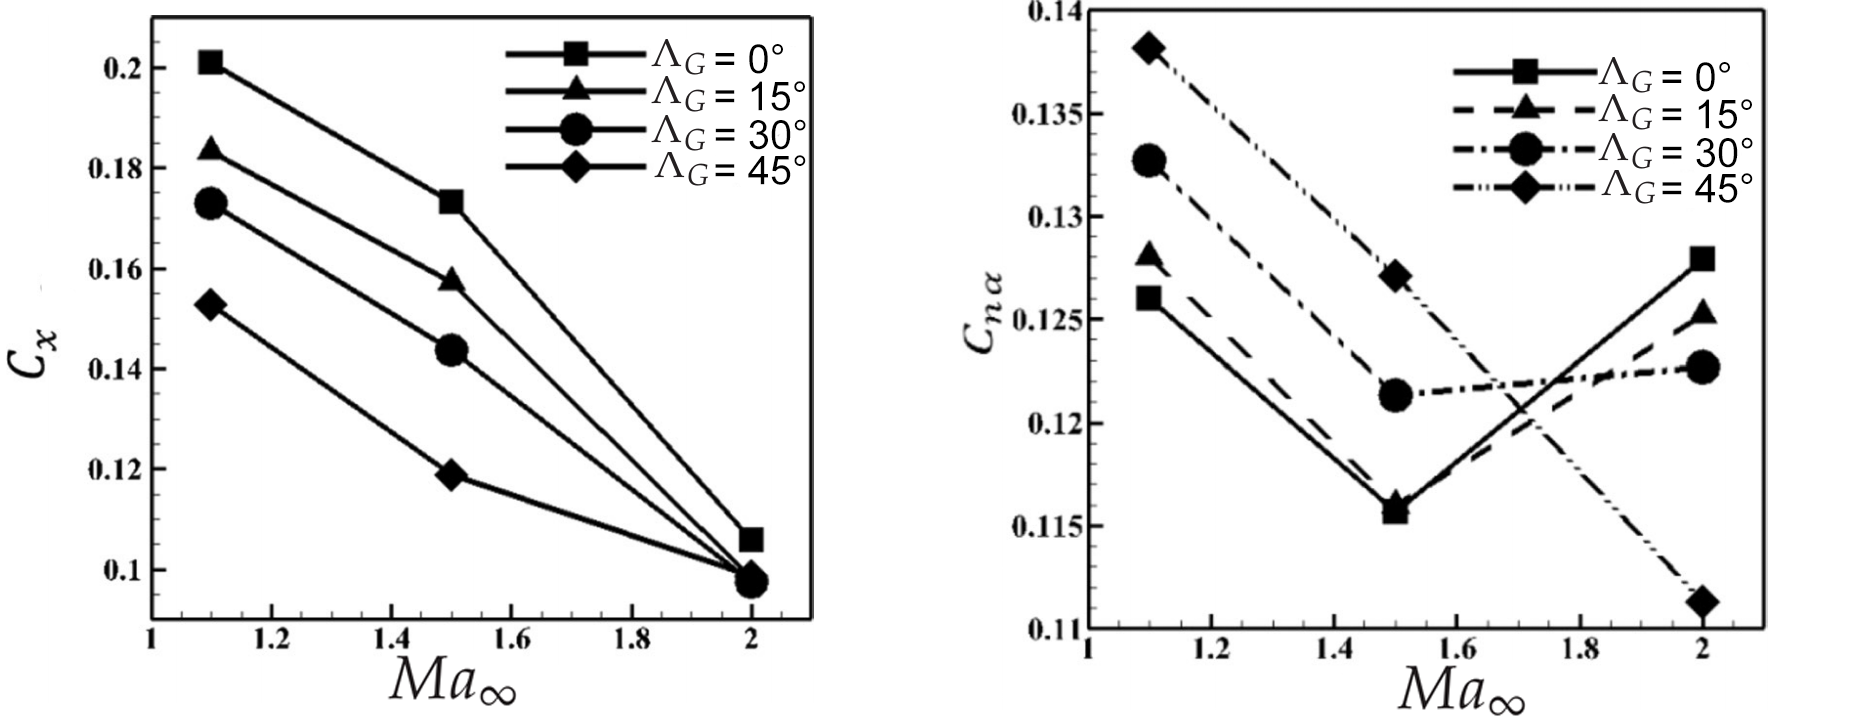 0.2
0.18
0.16
0.14
0.12
0.1
C_x
Λ_G = 0°
Λ_G = 15°
Λ_G = 30°
Λ_G = 45°
1 1.2 1.4 1.6 1.8 2
Ma_∞
0.14
0.135
0.13
0.125
0.12
0.115
0.11
C_{nα}
Λ_G = 0°
Λ_G = 15°
Λ_G = 30°
Λ_G = 45°
1 1.2 1.4 1.6 1.8 2
Ma_∞